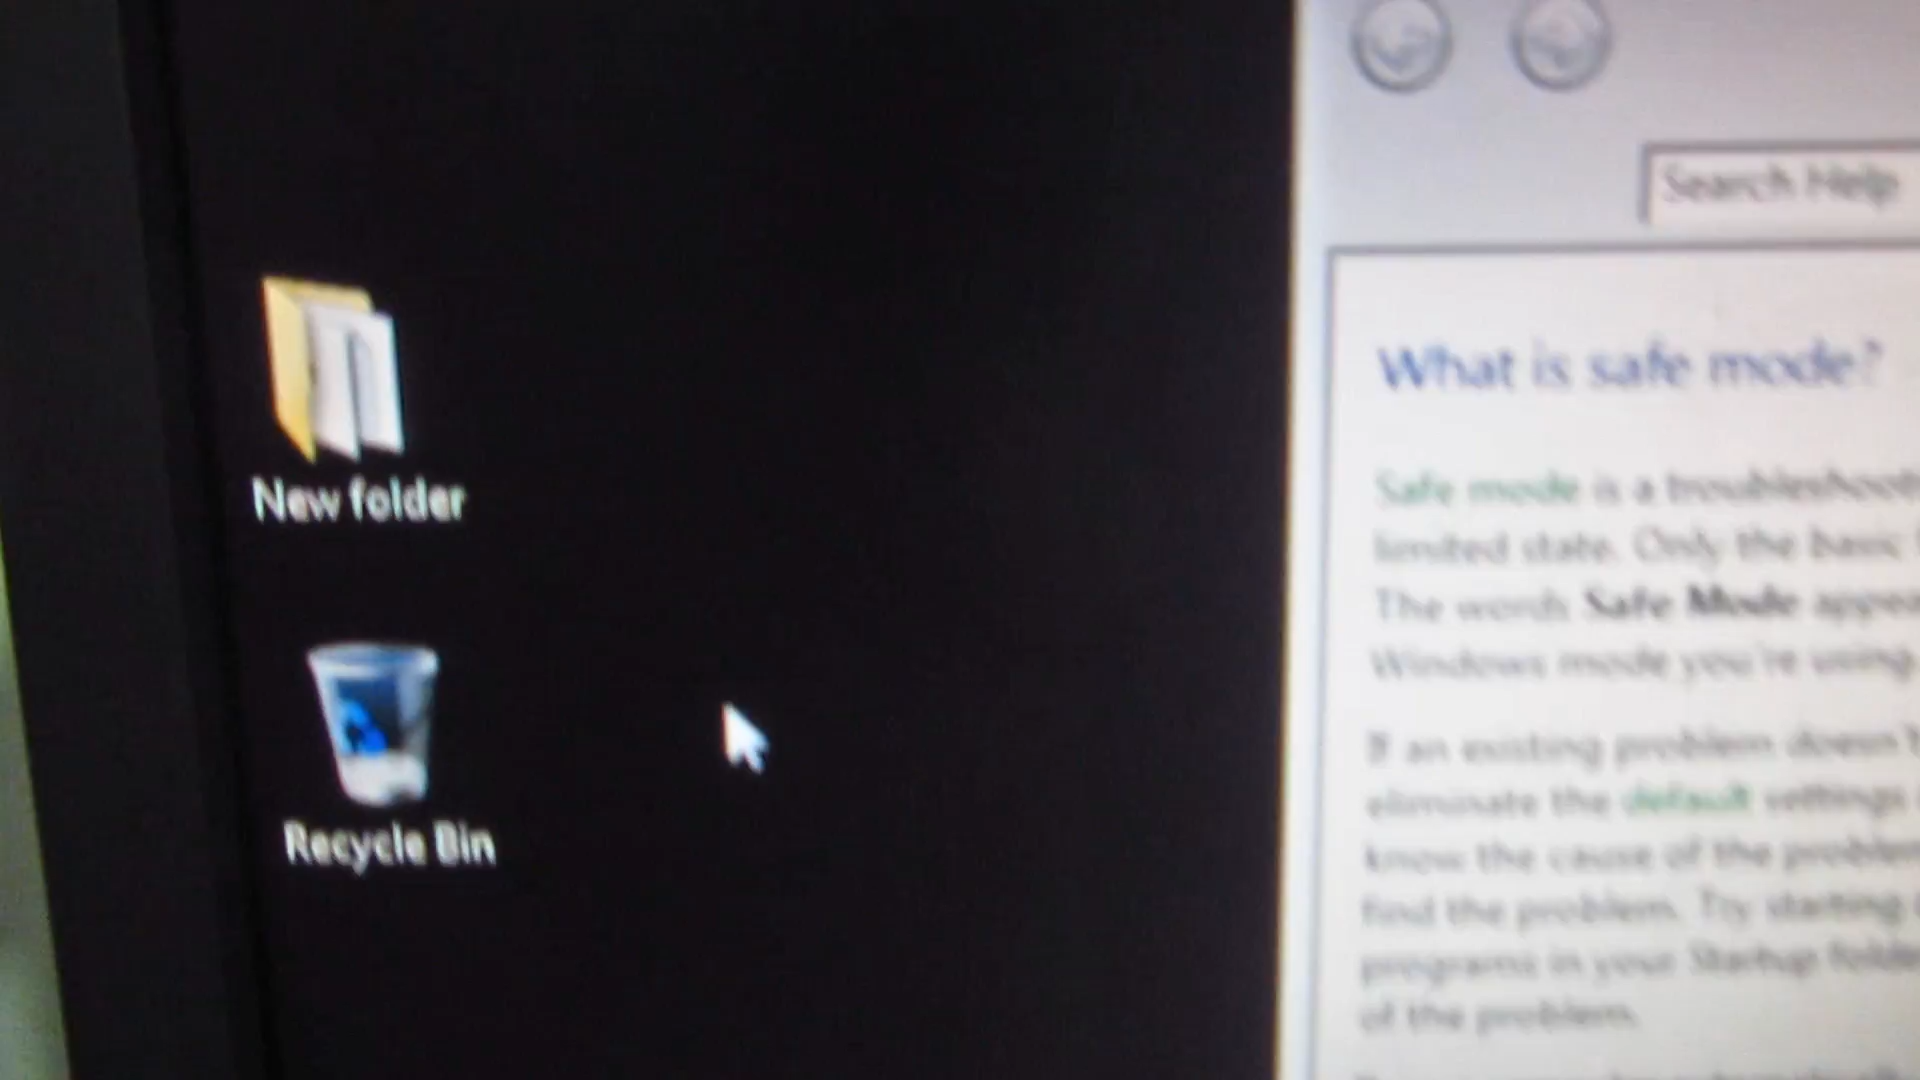 New folder
Recycle Bin
Search Help
What is safe mode?
Safe mode is a troubleshoot
limited state. Only the basic
The words Safe Mode appea
Windows mode you're using
If an existing problem doesn't
eliminate the default settings
know the cause of the problem
find the problem. Try starting
programs in your Startup folde
of the problem.